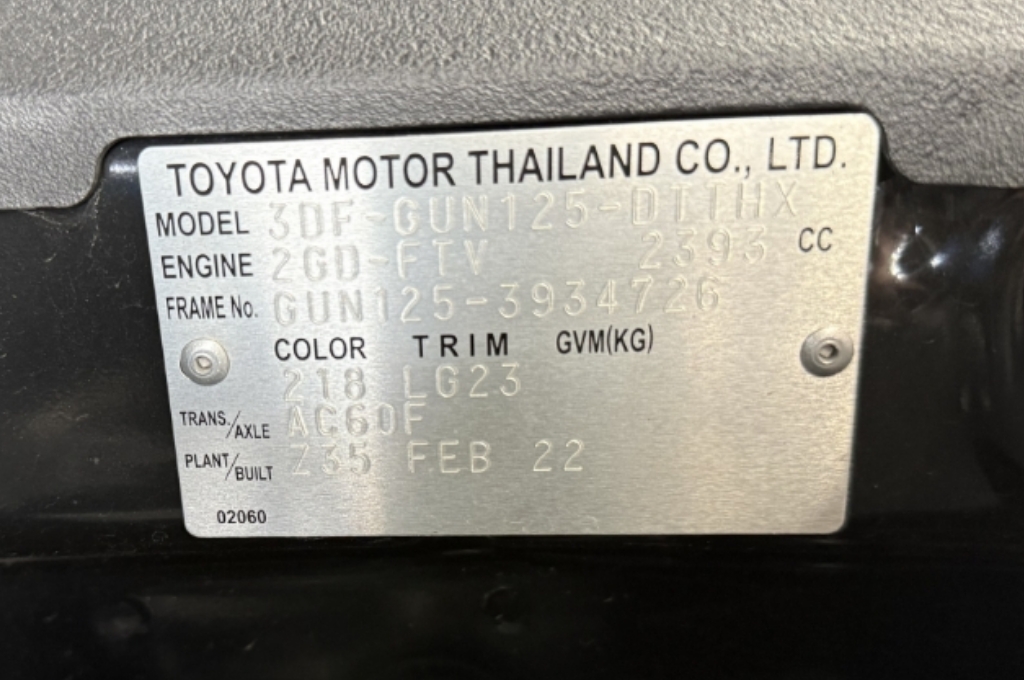 TOYOTA MOTOR THAILAND CO., LTD.
MODEL 3DF-GUN125-DTTHX
ENGINE 2GD-FTV 2393 CC
FRAME No. GUN125-3934726
COLOR TRIM GVM(KG)
218 LG23
TRANS./AXLE AC60F
PLANT/BUILT Z35 FEB 22
02060